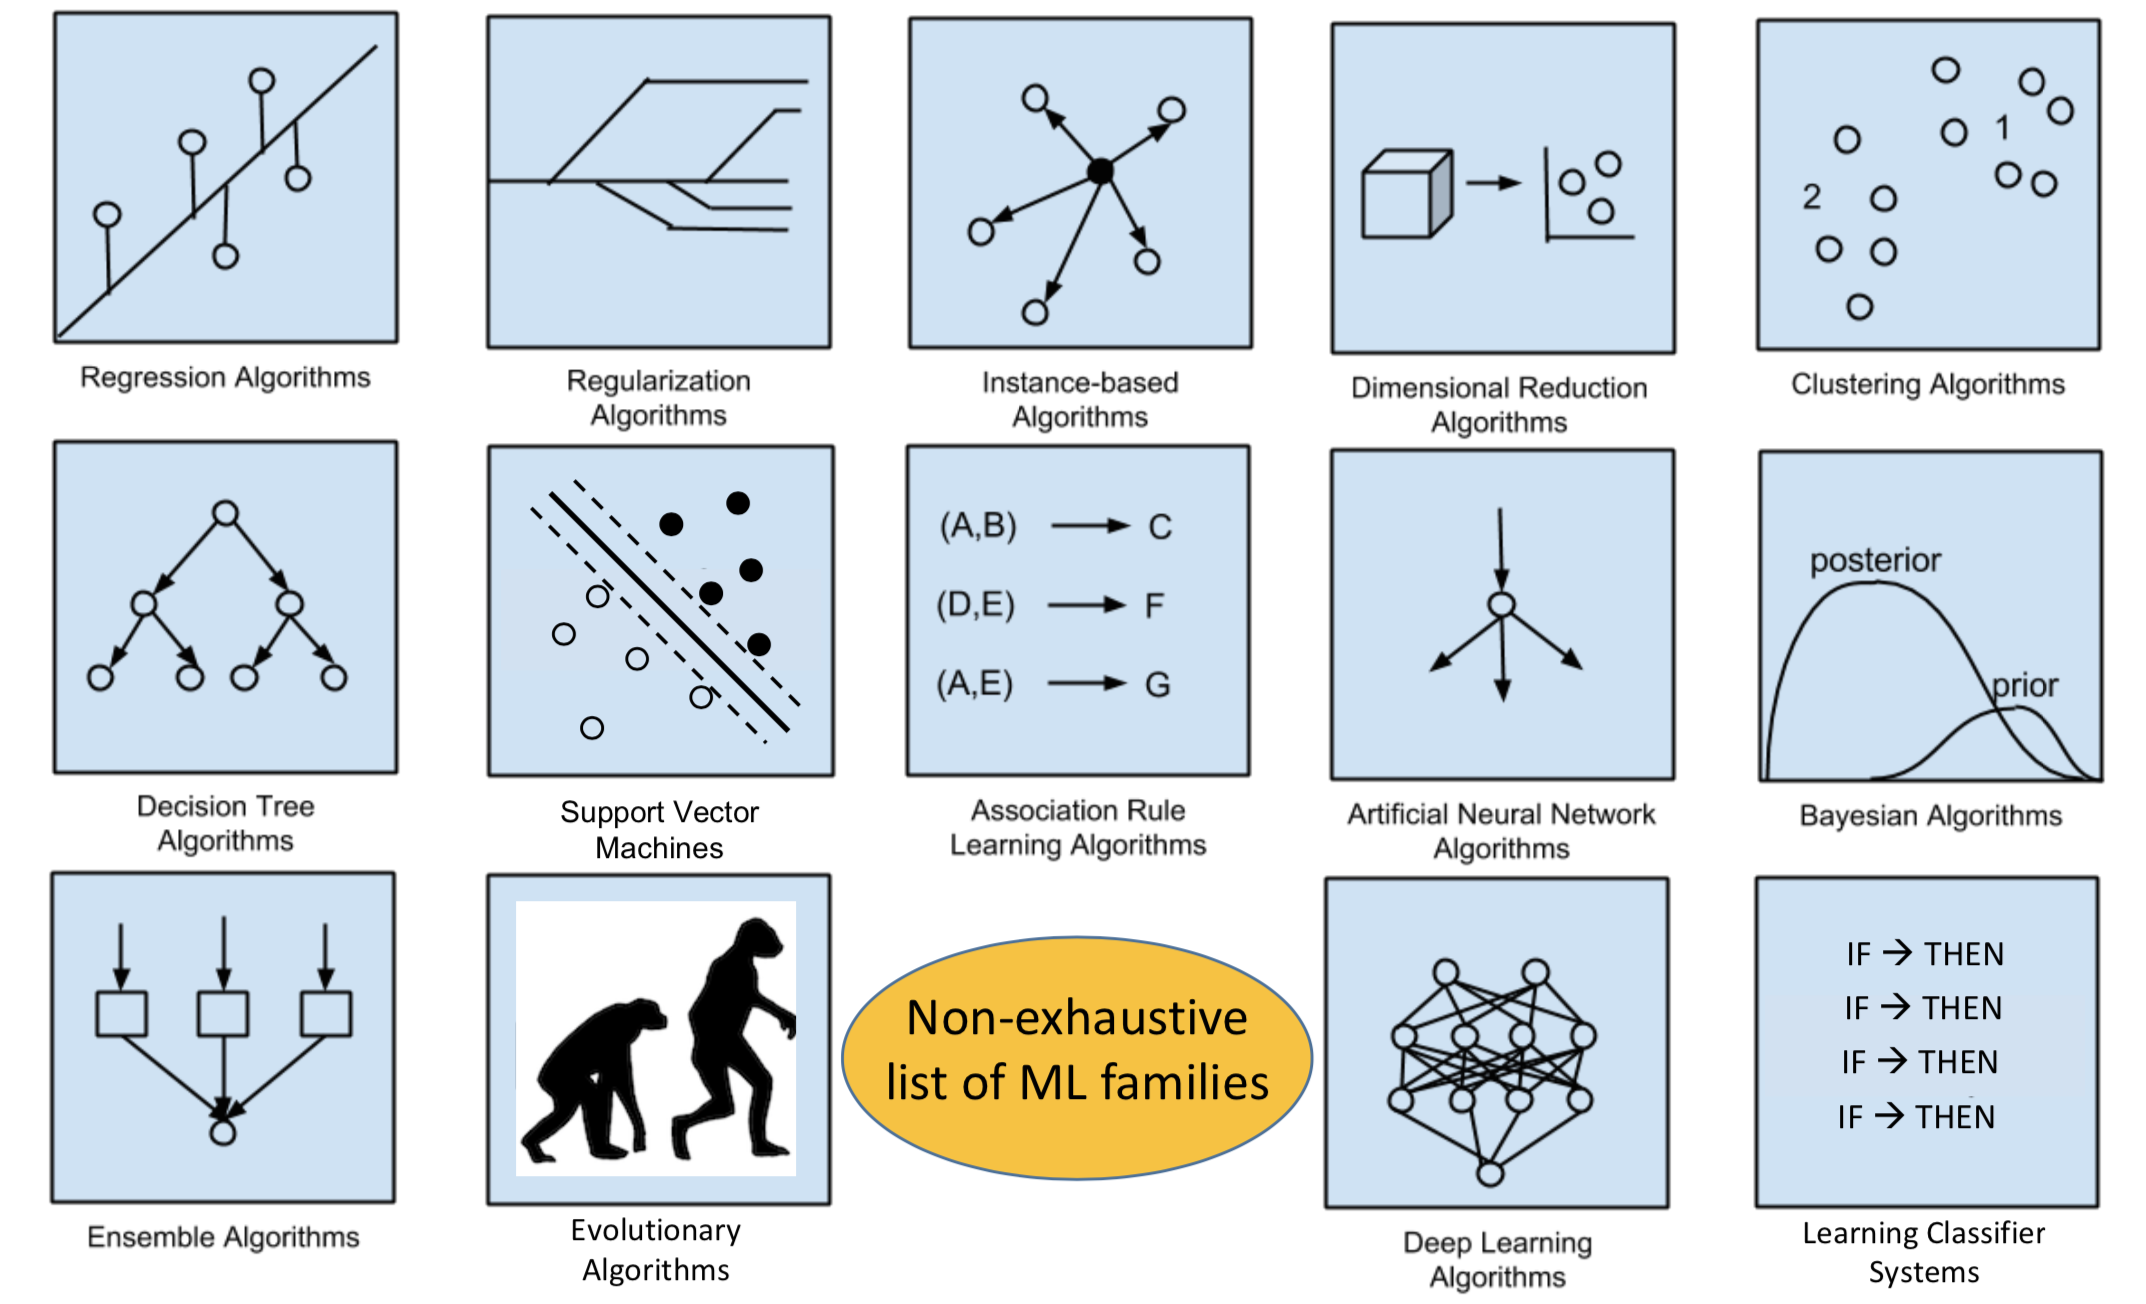 1
2
Regression Algorithms
Regularization
Algorithms
Instance-based
Algorithms
Dimensional Reduction
Algorithms
Clustering Algorithms
(A,B) → C
(D,E) → F
(A,E) → G
posterior
prior
Decision Tree
Algorithms
Support Vector
Machines
Association Rule
Learning Algorithms
Artificial Neural Network
Algorithms
Bayesian Algorithms
Non-exhaustive
list of ML families
IF → THEN
IF → THEN
IF → THEN
IF → THEN
Ensemble Algorithms
Evolutionary
Algorithms
Deep Learning
Algorithms
Learning Classifier
Systems